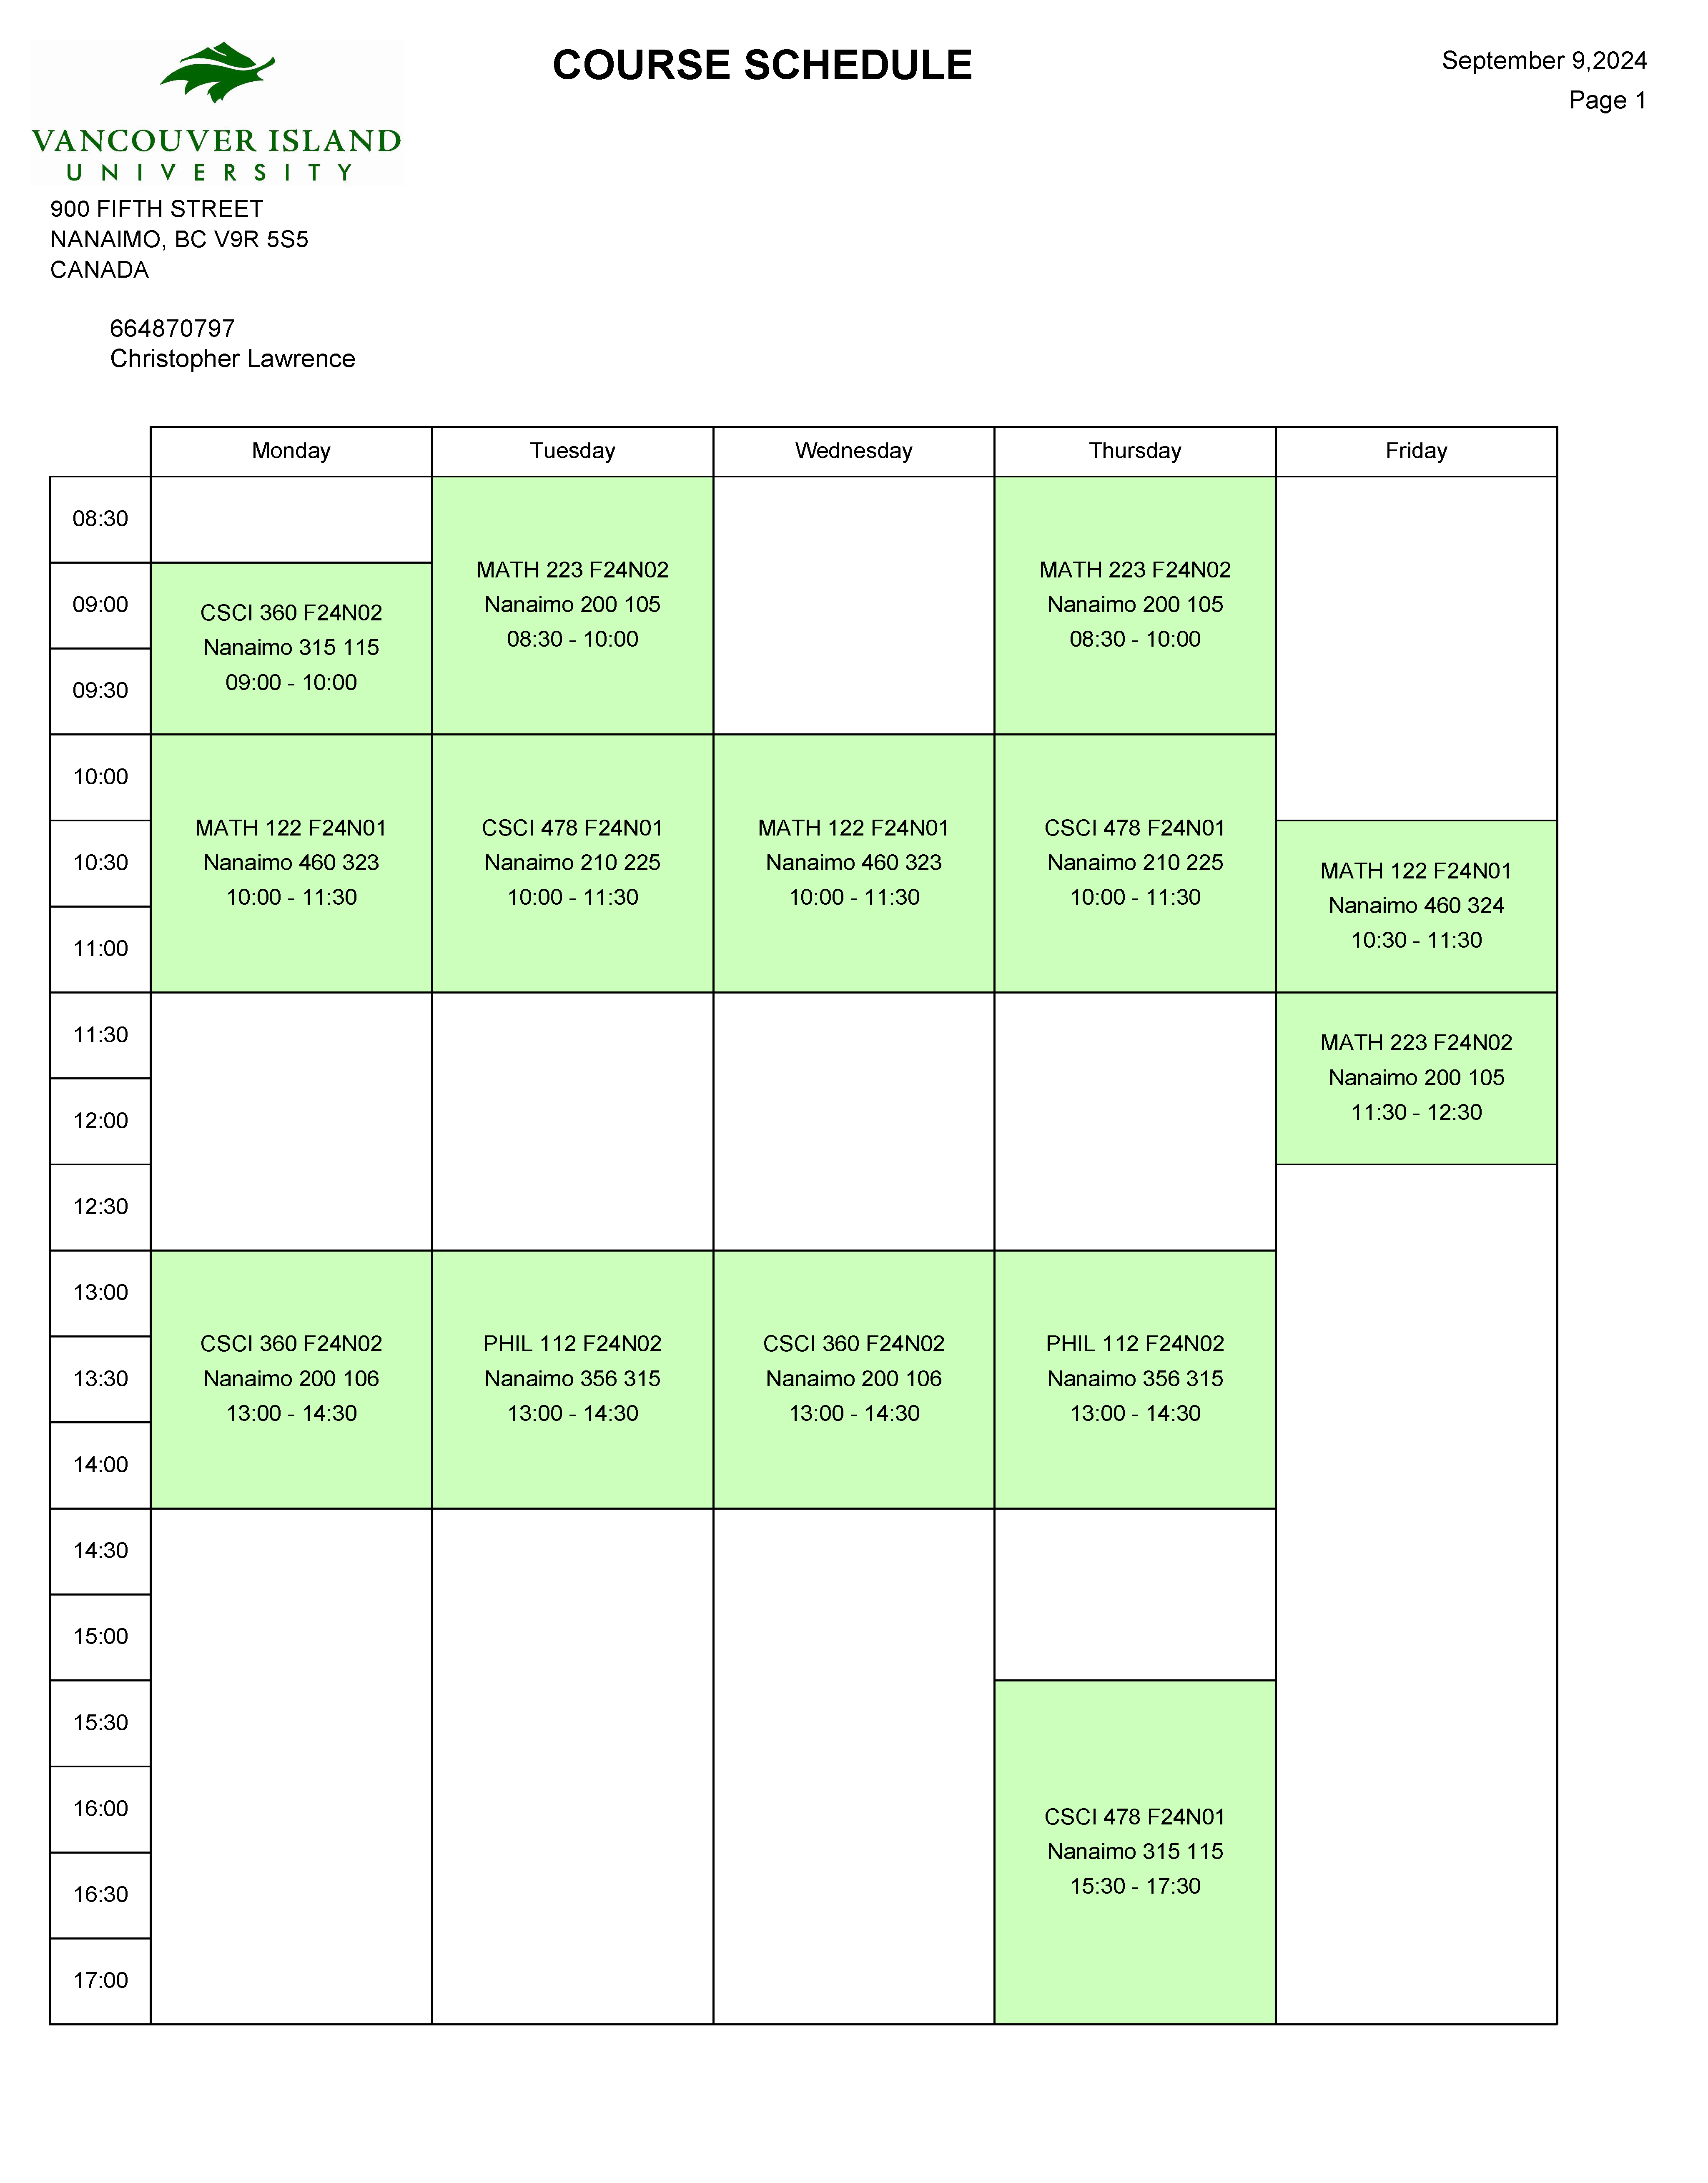 VANCOUVER ISLAND
UNIVERSITY
COURSE SCHEDULE
September 9,2024
Page 1
900 FIFTH STREET
NANAIMO, BC V9R 5S5
CANADA
664870797
Christopher Lawrence
Monday Tuesday Wednesday Thursday Friday
08:30
09:00
09:30
10:00
10:30
11:00
11:30
12:00
12:30
13:00
13:30
14:00
14:30
15:00
15:30
16:00
16:30
17:00
CSCI 360 F24N02
Nanaimo 315 115
09:00 - 10:00
MATH 122 F24N01
Nanaimo 460 323
10:00 - 11:30
CSCI 360 F24N02
Nanaimo 200 106
13:00 - 14:30
MATH 223 F24N02
Nanaimo 200 105
08:30 - 10:00
CSCI 478 F24N01
Nanaimo 210 225
10:00 - 11:30
PHIL 112 F24N02
Nanaimo 356 315
13:00 - 14:30
MATH 122 F24N01
Nanaimo 460 323
10:00 - 11:30
CSCI 360 F24N02
Nanaimo 200 106
13:00 - 14:30
MATH 223 F24N02
Nanaimo 200 105
08:30 - 10:00
CSCI 478 F24N01
Nanaimo 210 225
10:00 - 11:30
PHIL 112 F24N02
Nanaimo 356 315
13:00 - 14:30
CSCI 478 F24N01
Nanaimo 315 115
15:30 - 17:30
MATH 122 F24N01
Nanaimo 460 324
10:30 - 11:30
MATH 223 F24N02
Nanaimo 200 105
11:30 - 12:30